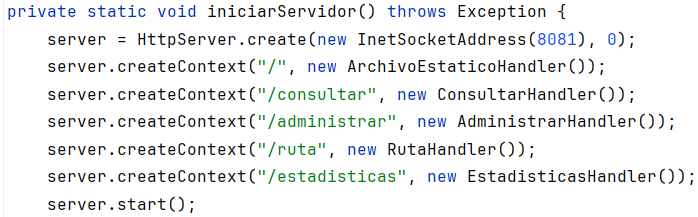 private static void iniciarServidor() throws Exception {
    server = HttpServer.create(new InetSocketAddress(8081), 0);
    server.createContext("/", new ArchivoEstaticoHandler());
    server.createContext("/consultar", new ConsultarHandler());
    server.createContext("/administrar", new AdministrarHandler());
    server.createContext("/ruta", new RutaHandler());
    server.createContext("/estadisticas", new EstadisticasHandler());
    server.start();